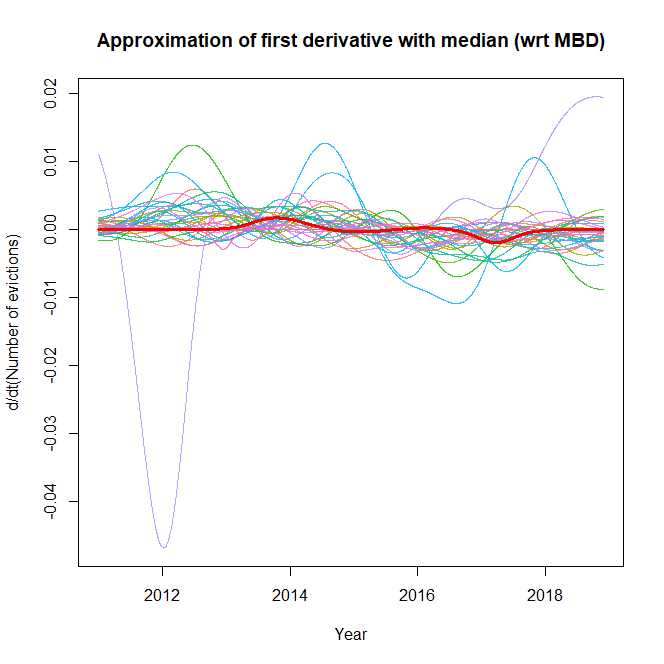 Approximation of first derivative with median (wrt MBD)
d/dt(Number of evictions)
0.02
0.01
0.00
-0.01
-0.02
-0.03
-0.04
2012 2014 2016 2018
Year